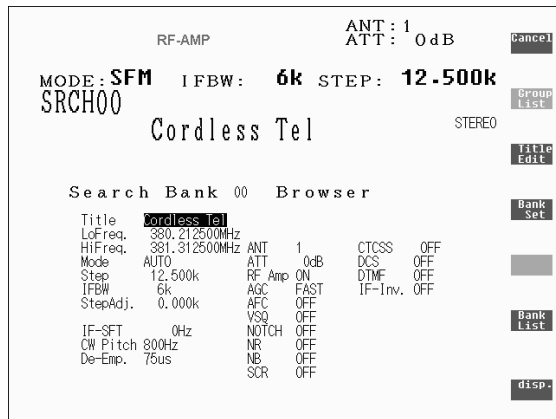 ANT:1
RF-AMP ATT: 0dB
Cancel
MODE:SFM IFBW: 6k STEP: 12.500k
SRCH00
Group List
Cordless Tel
STEREO
Title Edit
Search Bank 00 Browser
Bank Set
Title Cordless Tel
LoFreq. 380.212500MHz
HiFreq. 381.312500MHz ANT 1 CTCSS OFF
Mode AUTO ATT 0dB DCS OFF
Step 12.500k RF Amp ON DTMF OFF
IFBW 6k AGC FAST IF-Inv. OFF
StepAdj. 0.000k AFC OFF
VSQ OFF
Bank List
IF-SFT 0Hz NOTCH OFF
CW Pitch 800Hz NR OFF
De-Emp. 75us NB OFF
SCR OFF
disp.